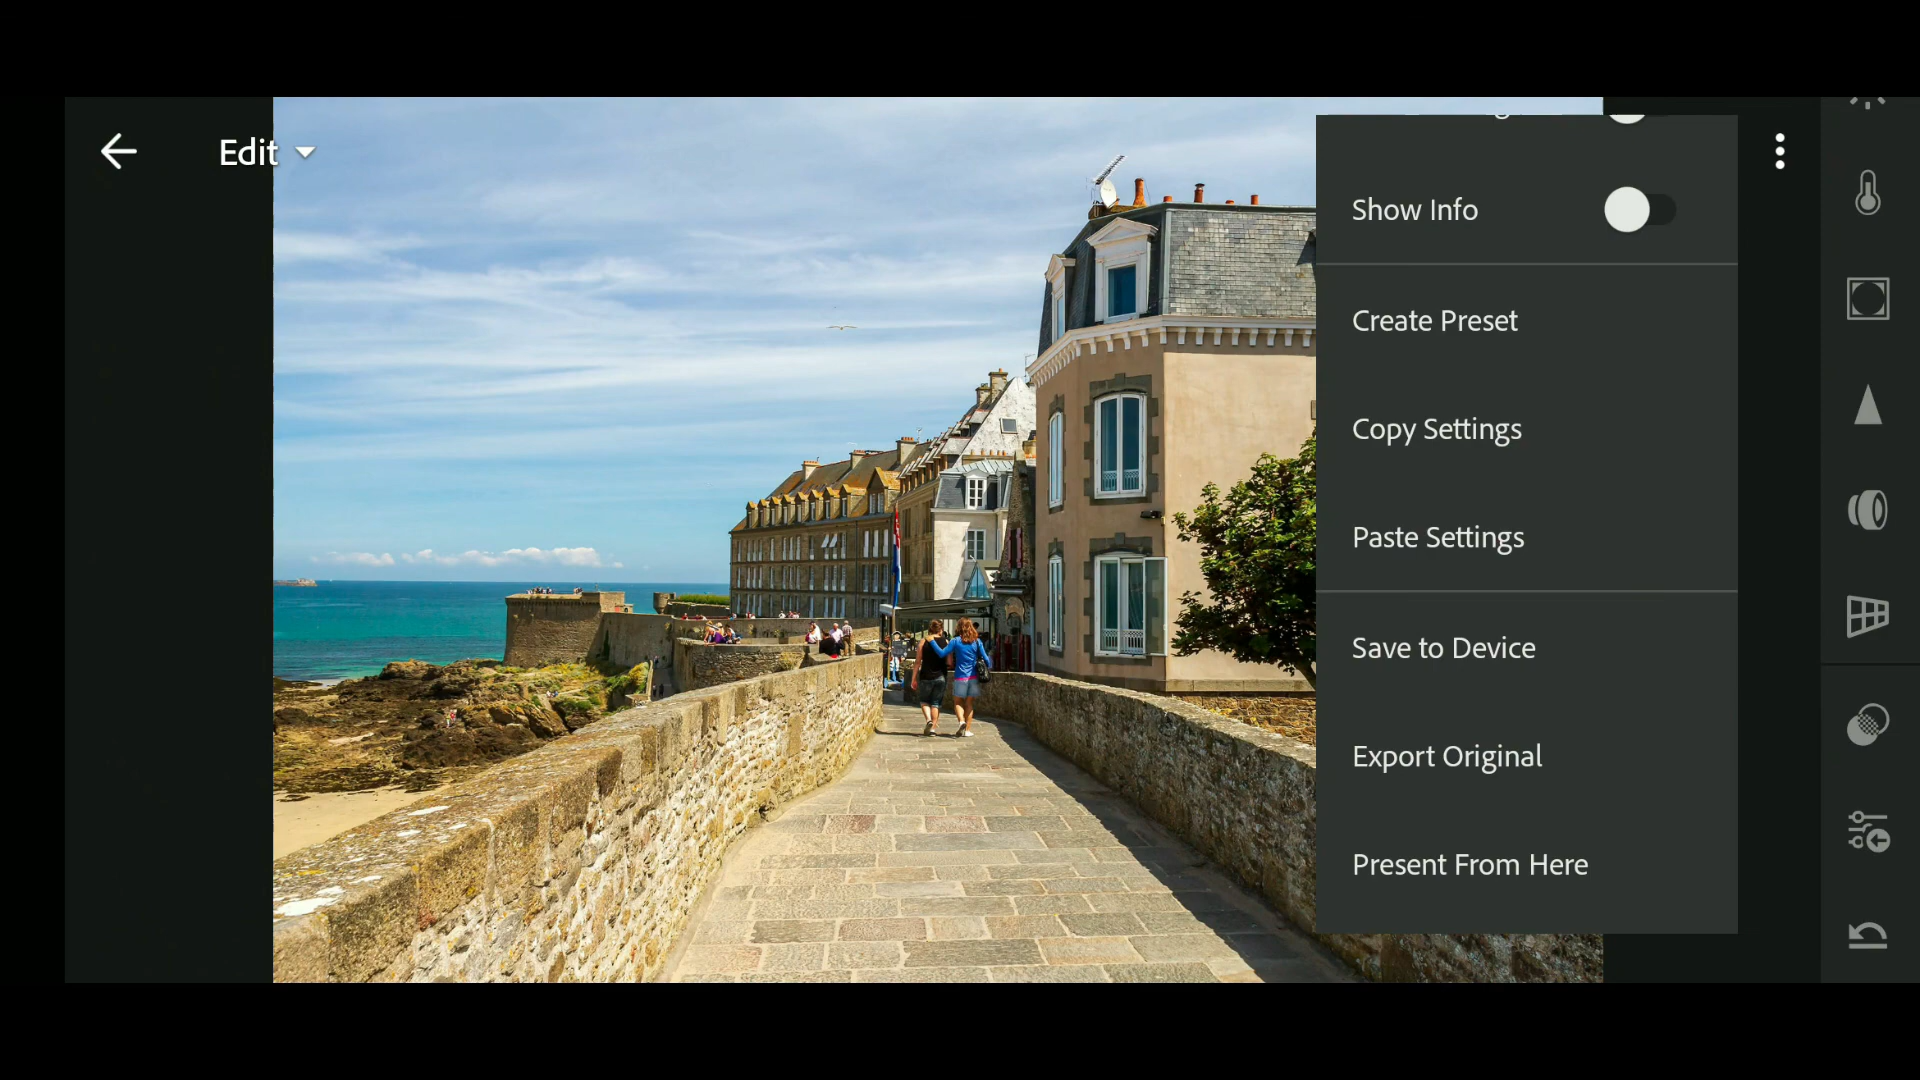 Edit
Show Info
Create Preset
Copy Settings
Paste Settings
Save to Device
Export Original
Present From Here